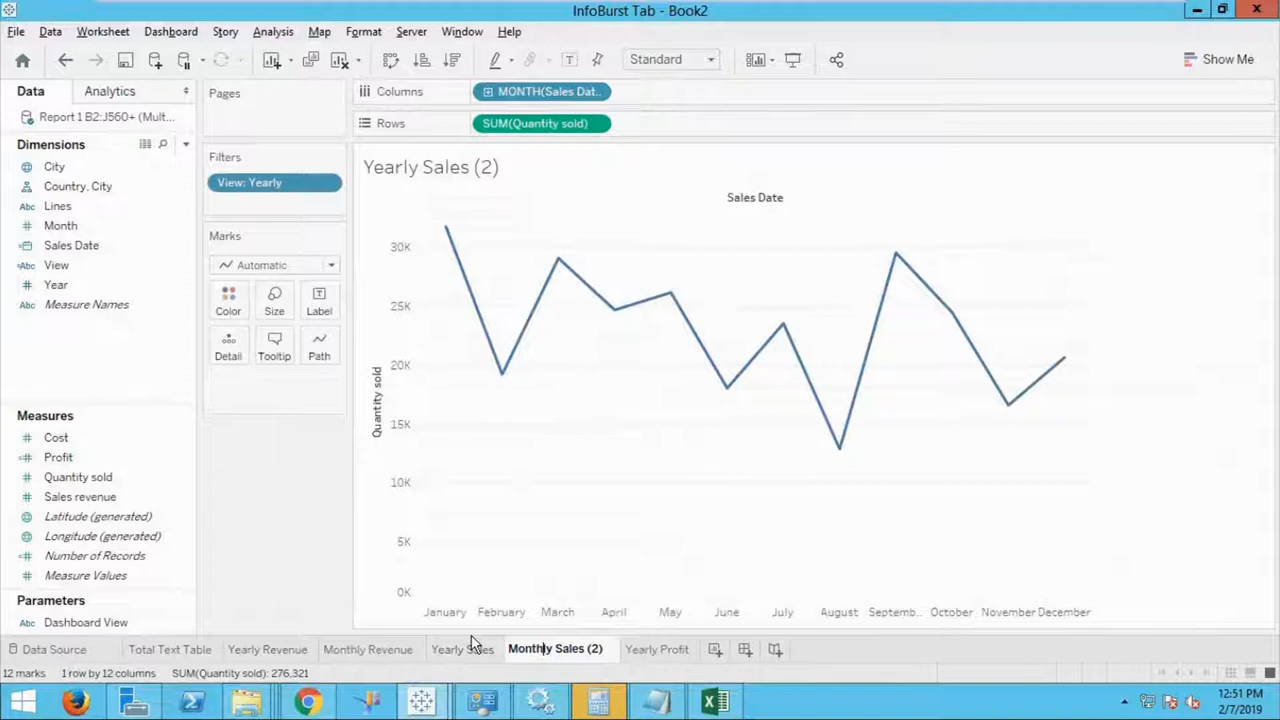 InfoBurst Tab - Book2
File Data Worksheet Dashboard Story Analysis Map Format Server Window Help
Standard
Show Me
Data Analytics
Report 1 B2:J560+ (Mult...
Dimensions
City
Country, City
Abc Lines
Month
Sales Date
Abc View
Year
Abc Measure Names
Measures
Cost
Profit
Quantity sold
Sales revenue
Latitude (generated)
Longitude (generated)
Number of Records
Measure Values
Parameters
Abc Dashboard View
Pages
Filters
View: Yearly
Marks
Automatic
Color Size Label
Detail Tooltip Path
Columns MONTH(Sales Dat..
Rows SUM(Quantity sold)
Yearly Sales (2)
Sales Date
Quantity sold
30K
25K
20K
15K
10K
5K
0K
January February March April May June July August Septemb... October November December
Data Source Total Text Table Yearly Revenue Monthly Revenue Yearly Sales Monthly Sales (2) Yearly Profit
12 marks 1 row by 12 columns SUM(Quantity sold): 276,321
12:51 PM
2/7/2019